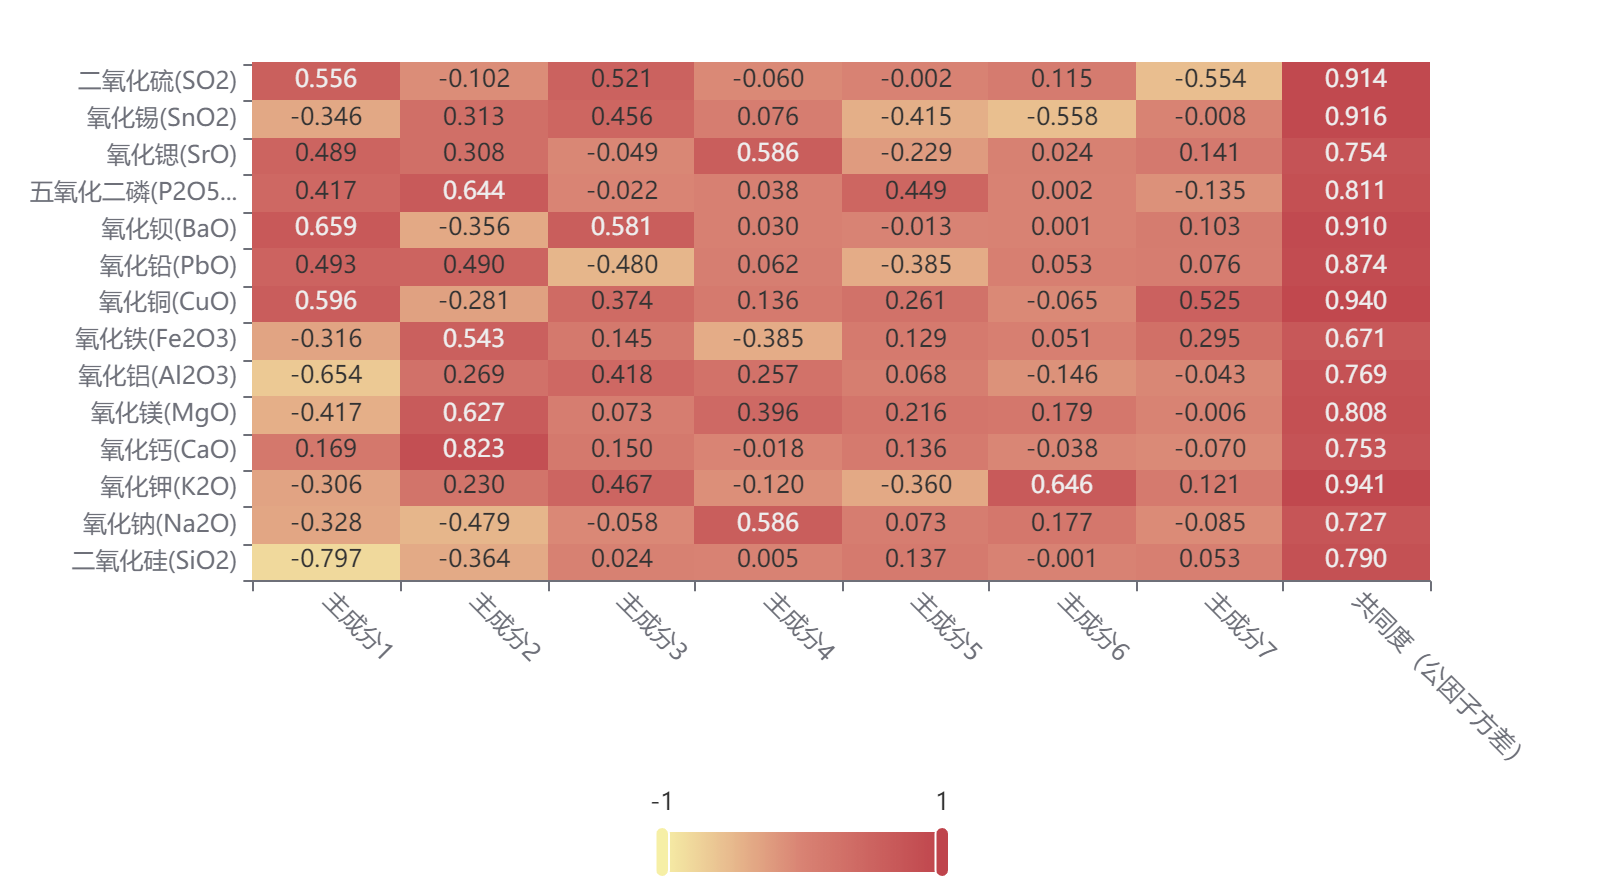 二氧化硫(SO2) 0.556 -0.102 0.521 -0.060 -0.002 0.115 -0.554 0.914
氧化锡(SnO2) -0.346 0.313 0.456 0.076 -0.415 -0.558 -0.008 0.916
氧化锶(SrO) 0.489 0.308 -0.049 0.586 -0.229 0.024 0.141 0.754
五氧化二磷(P2O5... 0.417 0.644 -0.022 0.038 0.449 0.002 -0.135 0.811
氧化钡(BaO) 0.659 -0.356 0.581 0.030 -0.013 0.001 0.103 0.910
氧化铅(PbO) 0.493 0.490 -0.480 0.062 -0.385 0.053 0.076 0.874
氧化铜(CuO) 0.596 -0.281 0.374 0.136 0.261 -0.065 0.525 0.940
氧化铁(Fe2O3) -0.316 0.543 0.145 -0.385 0.129 0.051 0.295 0.671
氧化铝(Al2O3) -0.654 0.269 0.418 0.257 0.068 -0.146 -0.043 0.769
氧化镁(MgO) -0.417 0.627 0.073 0.396 0.216 0.179 -0.006 0.808
氧化钙(CaO) 0.169 0.823 0.150 -0.018 0.136 -0.038 -0.070 0.753
氧化钾(K2O) -0.306 0.230 0.467 -0.120 -0.360 0.646 0.121 0.941
氧化钠(Na2O) -0.328 -0.479 -0.058 0.586 0.073 0.177 -0.085 0.727
二氧化硅(SiO2) -0.797 -0.364 0.024 0.005 0.137 -0.001 0.053 0.790
主成分1 主成分2 主成分3 主成分4 主成分5 主成分6 主成分7 共同度（公因子方差）
-1 1